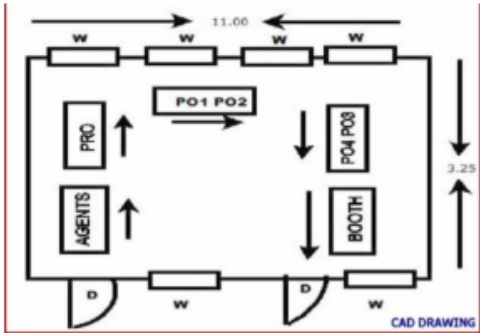 11.00
W W W W
PO1 PO2
PRO
PO4 PO3
3.25
AGENTS
BOOTH
D
W
D
W
CAD DRAWING